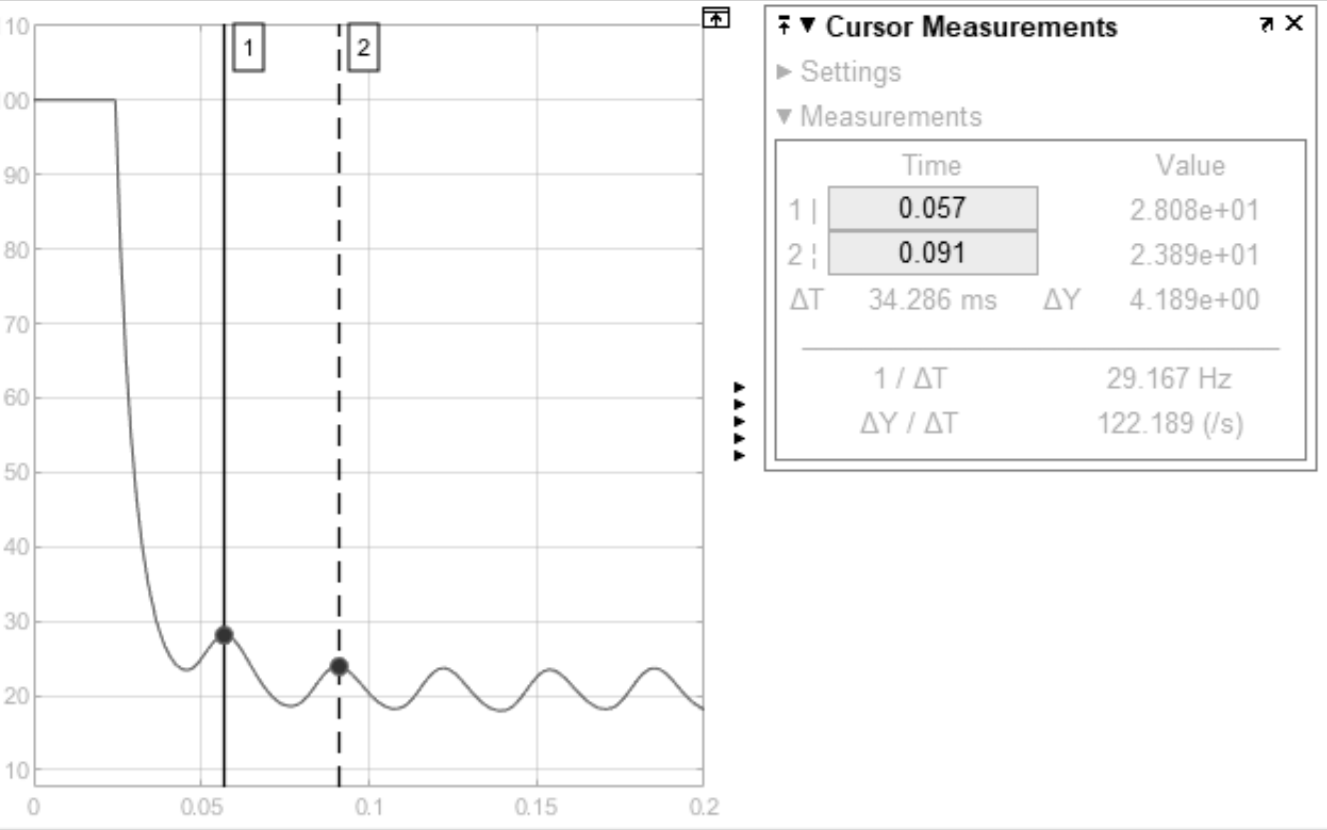 Cursor Measurements
Settings
Measurements
Time Value
1 | 0.057 2.808e+01
2 ¦ 0.091 2.389e+01
ΔT 34.286 ms ΔY 4.189e+00
1 / ΔT 29.167 Hz
ΔY / ΔT 122.189 (/s)
1 2
10
00
90
80
70
60
50
40
30
20
10
0 0.05 0.1 0.15 0.2